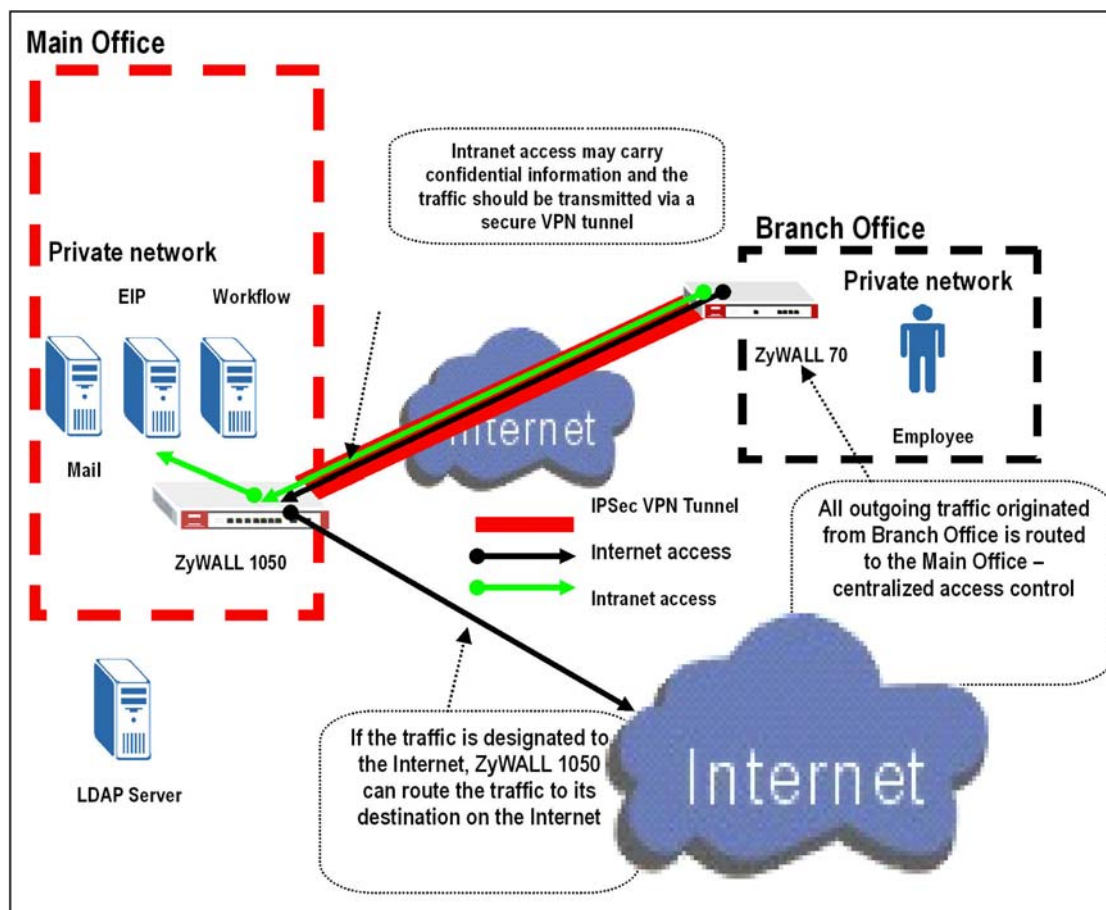 Main Office
Private network
EIP
Workflow
Mail
ZyWALL 1050
LDAP Server
Intranet access may carry
confidential information and the
traffic should be transmitted via a
secure VPN tunnel
Branch Office
Private network
ZyWALL 70
Employee
Internet
IPSec VPN Tunnel
Internet access
Intranet access
All outgoing traffic originated
from Branch Office is routed
to the Main Office –
centralized access control
If the traffic is designated to
the Internet, ZyWALL 1050
can route the traffic to its
destination on the Internet
Internet